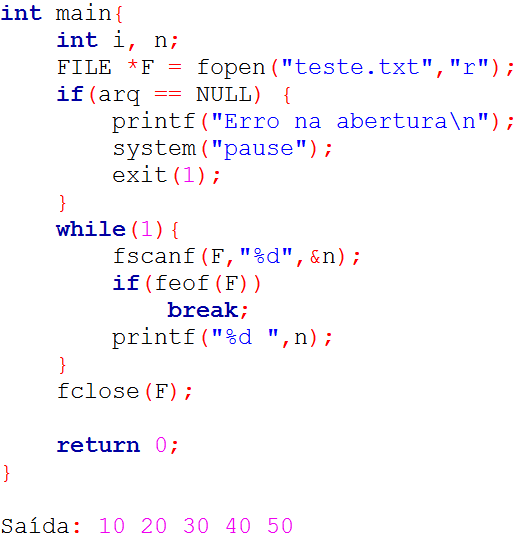 int main{
    int i, n;
    FILE *F = fopen("teste.txt","r");
    if(arq == NULL) {
        printf("Erro na abertura\n");
        system("pause");
        exit(1);
    }
    while(1){
        fscanf(F,"%d",&n);
        if(feof(F))
            break;
        printf("%d ",n);
    }
    fclose(F);

    return 0;
}

Saída: 10 20 30 40 50